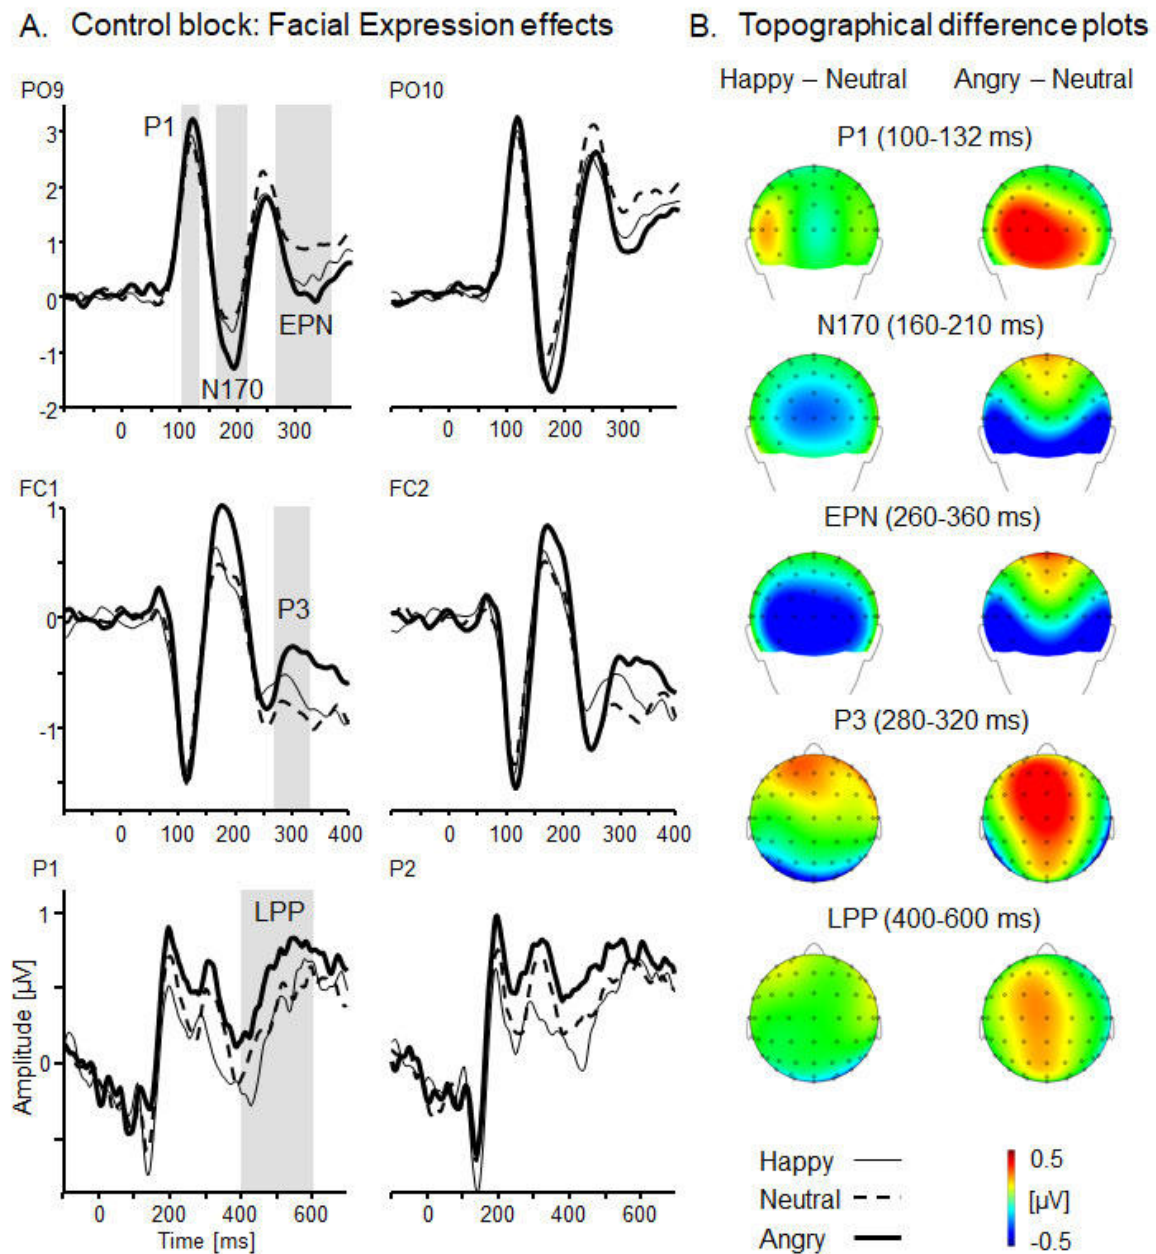 A. Control block: Facial Expression effects
B. Topographical difference plots
Happy – Neutral
Angry – Neutral
PO9
3
2
1
0
-1
-2
P1
N170
EPN
0 100 200 300
PO10
0 100 200 300
FC1
1
0
-1
P3
0 100 200 300 400
FC2
0 100 200 300 400
P1
1
0
Amplitude [µV]
LPP
0 200 400 600
Time [ms]
P2
0 200 400 600
P1 (100-132 ms)
N170 (160-210 ms)
EPN (260-360 ms)
P3 (280-320 ms)
LPP (400-600 ms)
Happy
Neutral
Angry
0.5
[µV]
-0.5